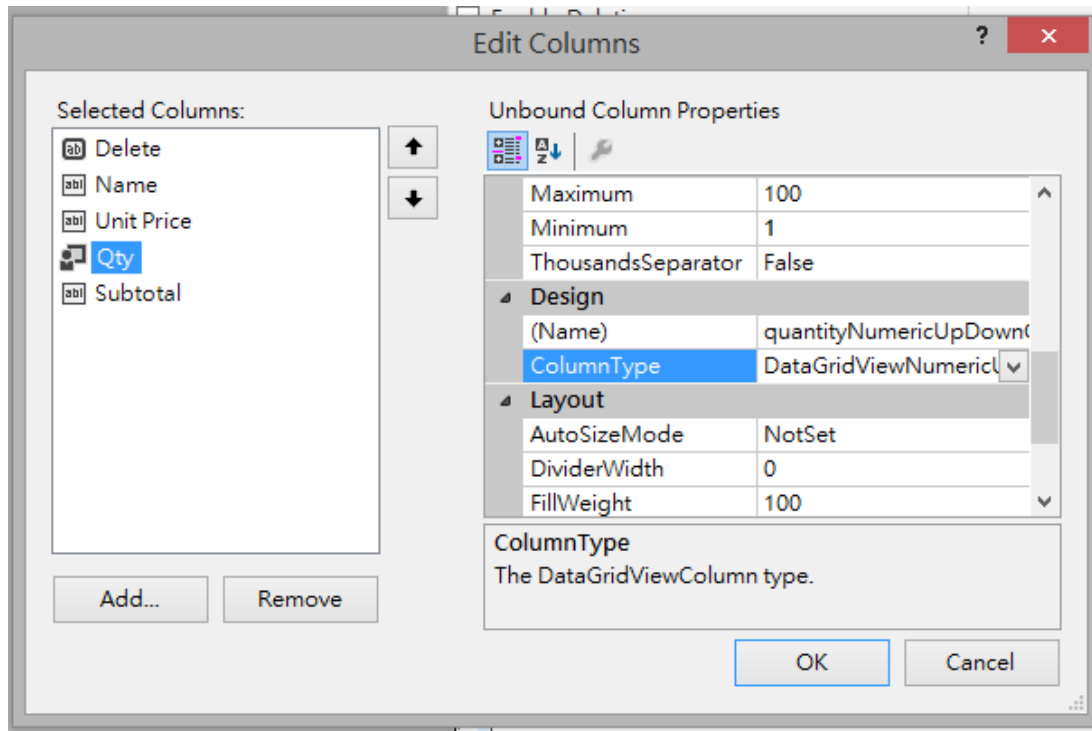 Edit Columns
?
Selected Columns:
Delete
Name
Unit Price
Qty
Subtotal
Add...
Remove
Unbound Column Properties
Maximum 100
Minimum 1
ThousandsSeparator False
Design
(Name) quantityNumericUpDown
ColumnType DataGridViewNumeric
Layout
AutoSizeMode NotSet
DividerWidth 0
FillWeight 100
ColumnType
The DataGridViewColumn type.
OK
Cancel